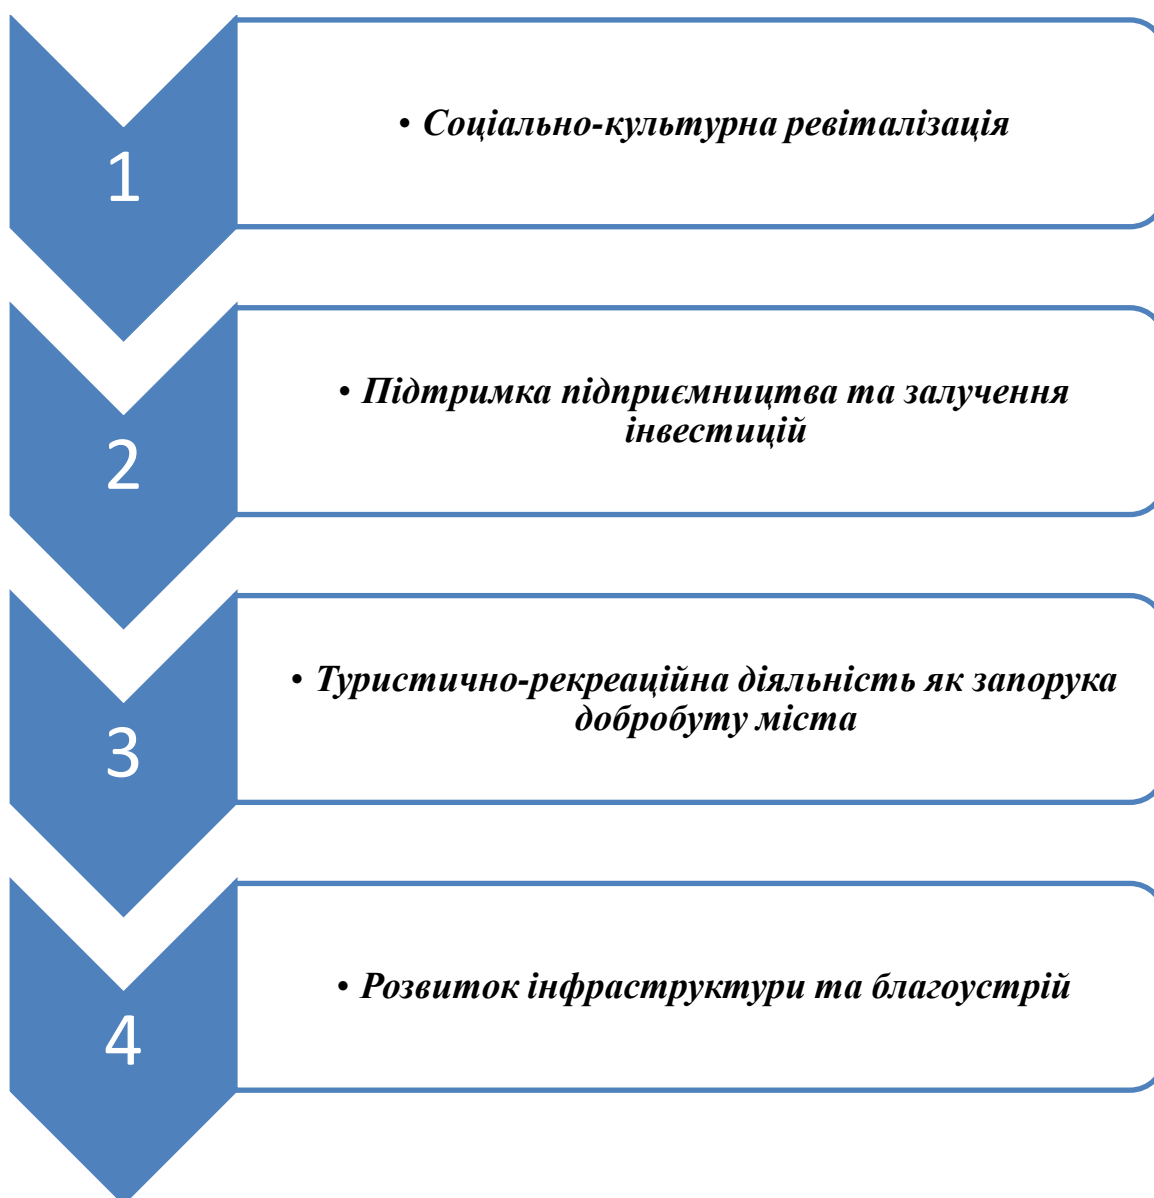 1
• Соціально-культурна ревіталізація
2
• Підтримка підприємництва та залучення
інвестицій
3
• Туристично-рекреаційна діяльність як запорука
добробуту міста
4
• Розвиток інфраструктури та благоустрій